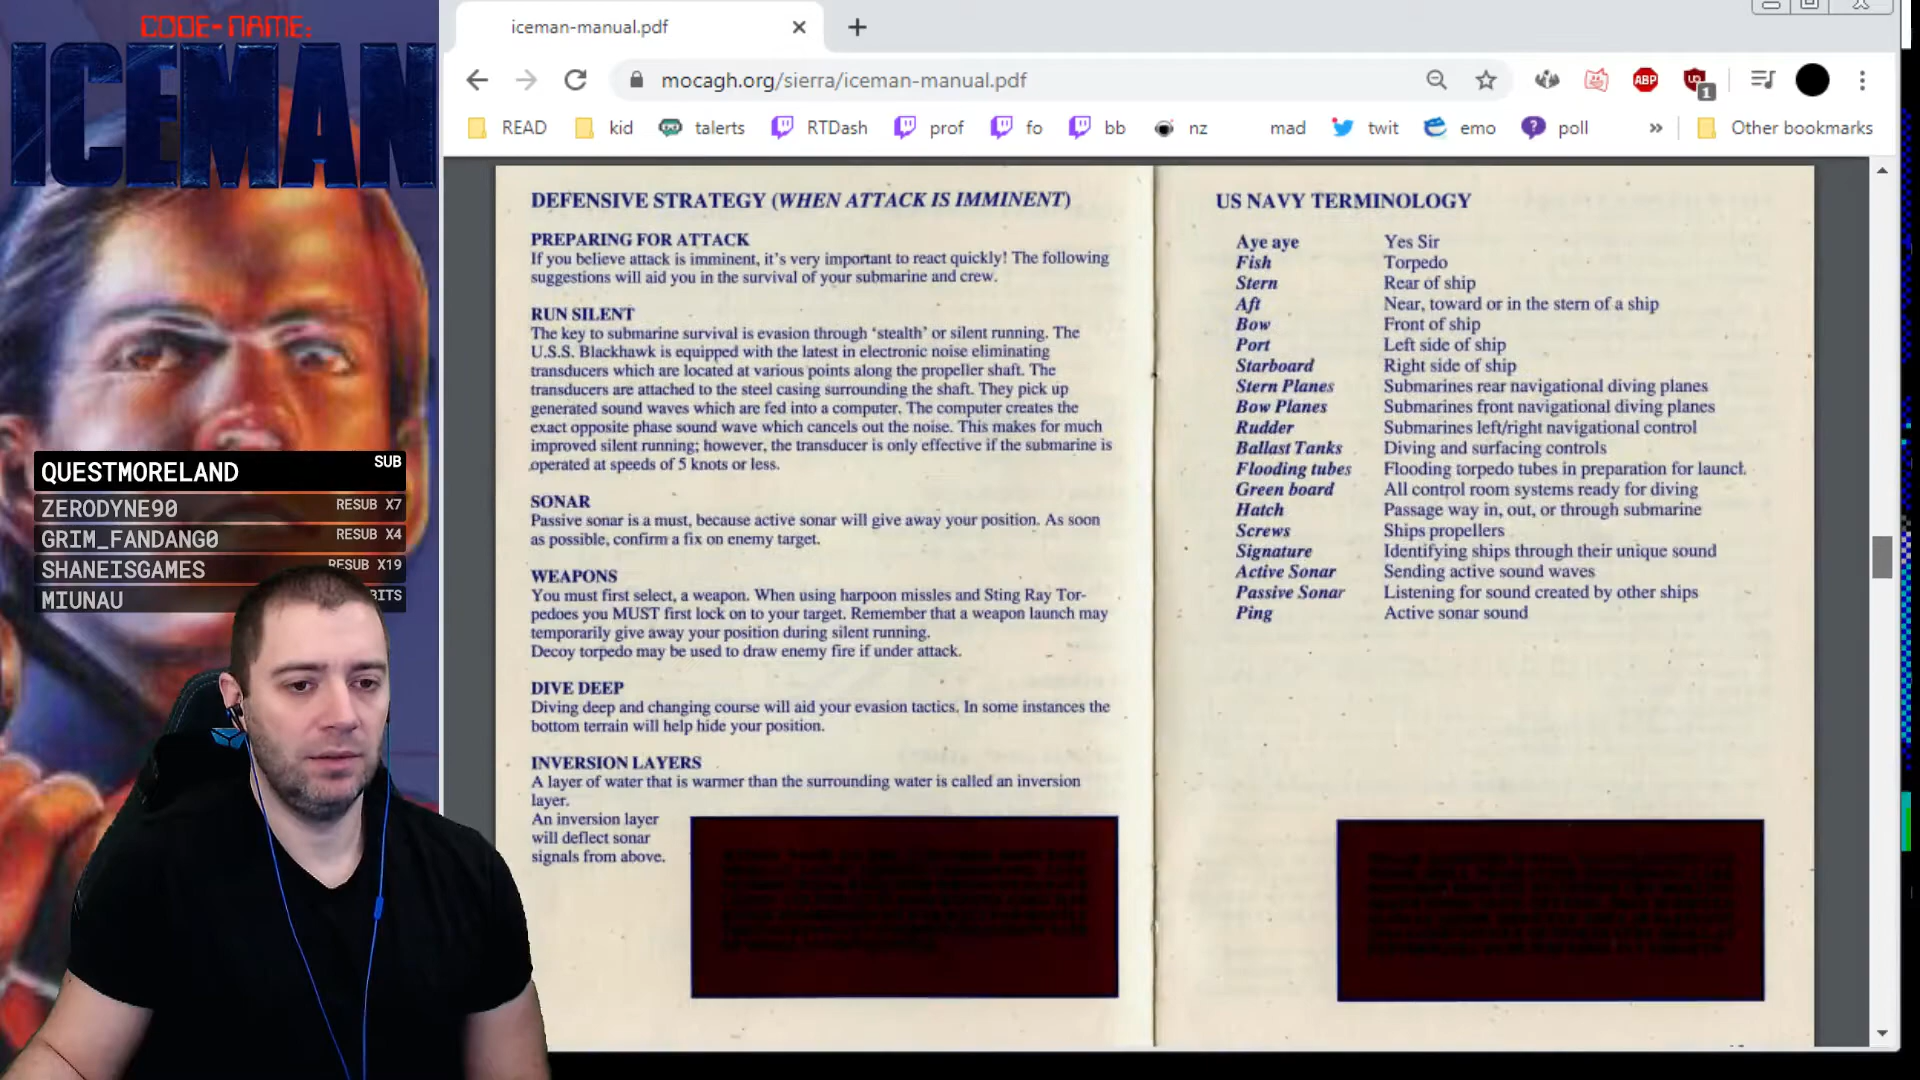 CODE-NAME:
ICEMAN
QUESTMORELAND SUB
ZERODYNE90 RESUB X7
GRIM_FANDANG0 RESUB X4
SHANEISGAMES RESUB X19
MIUNAU BITS
iceman-manual.pdf
mocagh.org/sierra/iceman-manual.pdf
ABP
1
READ kid talerts RTDash prof fo bb nz mad twit emo poll » Other bookmarks
DEFENSIVE STRATEGY (WHEN ATTACK IS IMMINENT)
PREPARING FOR ATTACK
If you believe attack is imminent, it's very important to react quickly! The following
suggestions will aid you in the survival of your submarine and crew.
RUN SILENT
The key to submarine survival is evasion through ‘stealth’ or silent running. The
U.S.S. Blackhawk is equipped with the latest in electronic noise eliminating
transducers which are located at various points along the propeller shaft. The
transducers are attached to the steel casing surrounding the shaft. They pick up
generated sound waves which are fed into a computer. The computer creates the
exact opposite phase sound wave which cancels out the noise. This makes for much
improved silent running; however, the transducer is only effective if the submarine is
operated at speeds of 5 knots or less.
SONAR
Passive sonar is a must, because active sonar will give away your position. As soon
as possible, confirm a fix on enemy target.
WEAPONS
You must first select, a weapon. When using harpoon missles and Sting Ray Tor-
pedoes you MUST first lock on to your target. Remember that a weapon launch may
temporarily give away your position during silent running.
Decoy torpedo may be used to draw enemy fire if under attack.
DIVE DEEP
Diving deep and changing course will aid your evasion tactics. In some instances the
bottom terrain will help hide your position.
INVERSION LAYERS
A layer of water that is warmer than the surrounding water is called an inversion
layer.
An inversion layer
will deflect sonar
signals from above.
US NAVY TERMINOLOGY
Aye aye Yes Sir
Fish Torpedo
Stern Rear of ship
Aft Near, toward or in the stern of a ship
Bow Front of ship
Port Left side of ship
Starboard Right side of ship
Stern Planes Submarines rear navigational diving planes
Bow Planes Submarines front navigational diving planes
Rudder Submarines left/right navigational control
Ballast Tanks Diving and surfacing controls
Flooding tubes Flooding torpedo tubes in preparation for launch.
Green board All control room systems ready for diving
Hatch Passage way in, out, or through submarine
Screws Ships propellers
Signature Identifying ships through their unique sound
Active Sonar Sending active sound waves
Passive Sonar Listening for sound created by other ships
Ping Active sonar sound